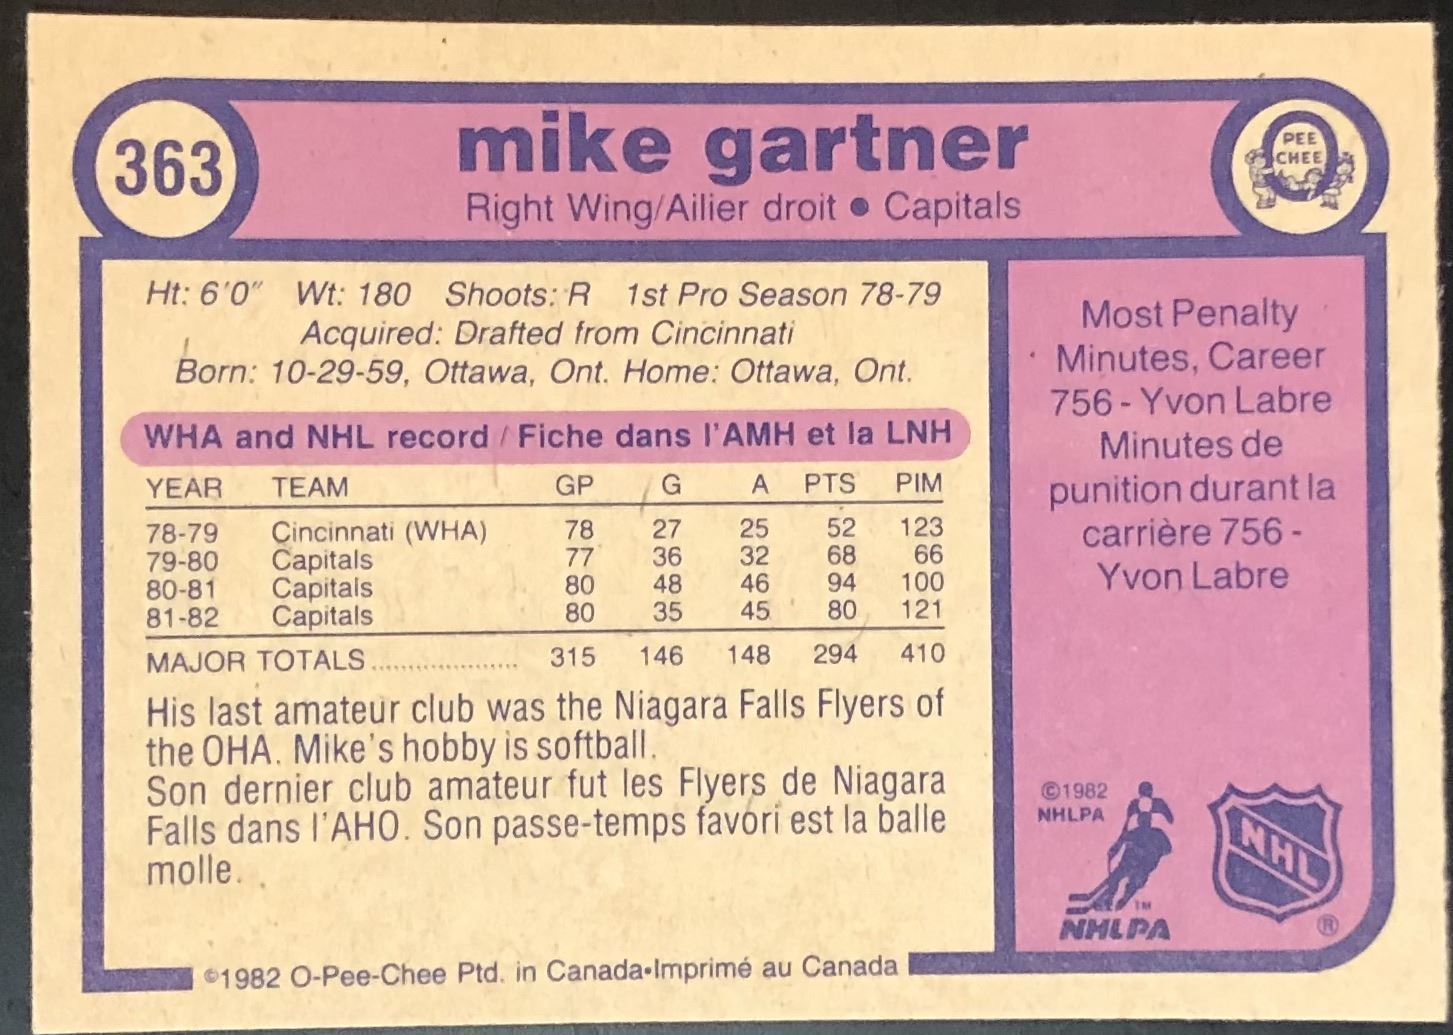 363
mike gartner
Right Wing/Ailier droit • Capitals
PEE
CHEE
Ht: 6'0" Wt: 180 Shoots: R 1st Pro Season 78-79
Acquired: Drafted from Cincinnati
Born: 10-29-59, Ottawa, Ont. Home: Ottawa, Ont.
WHA and NHL record / Fiche dans l'AMH et la LNH
YEAR TEAM GP G A PTS PIM
78-79 Cincinnati (WHA) 78 27 25 52 123
79-80 Capitals 77 36 32 68 66
80-81 Capitals 80 48 46 94 100
81-82 Capitals 80 35 45 80 121
MAJOR TOTALS.................... 315 146 148 294 410
His last amateur club was the Niagara Falls Flyers of
the OHA. Mike's hobby is softball.
Son dernier club amateur fut les Flyers de Niagara
Falls dans l'AHO. Son passe-temps favori est la balle
molle.
Most Penalty
Minutes, Career
756 - Yvon Labre
Minutes de
punition durant la
carrière 756 -
Yvon Labre
©1982
NHLPA
TM
NHLPA
NHL
®
©1982 O-Pee-Chee Ptd. in Canada•Imprimé au Canada